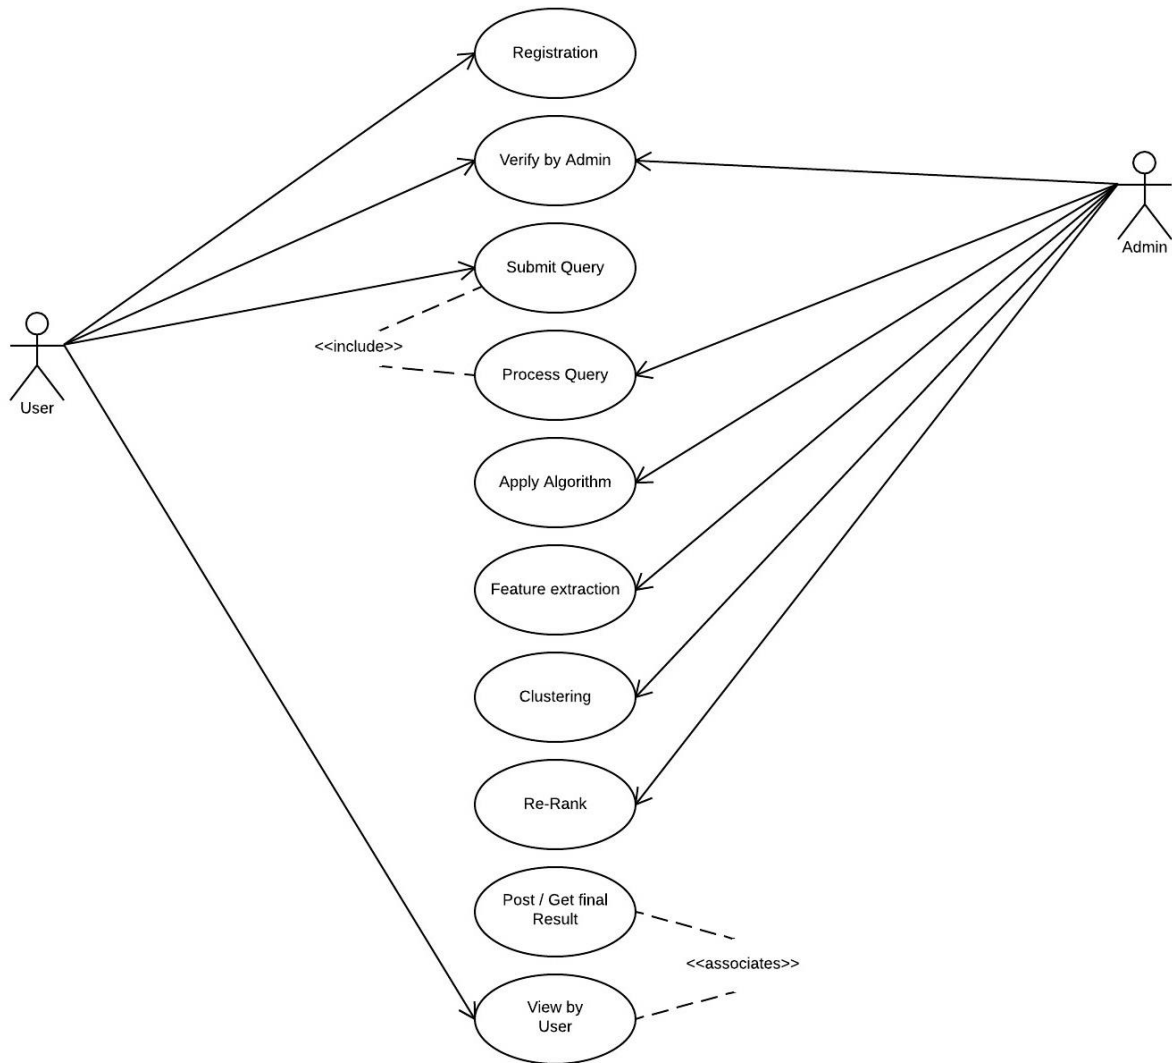 Registration
Verify by Admin
Admin
Submit Query
<<include>>
Process Query
User
Apply Algorithm
Feature extraction
Clustering
Re-Rank
Post / Get final
Result
<<associates>>
View by
User